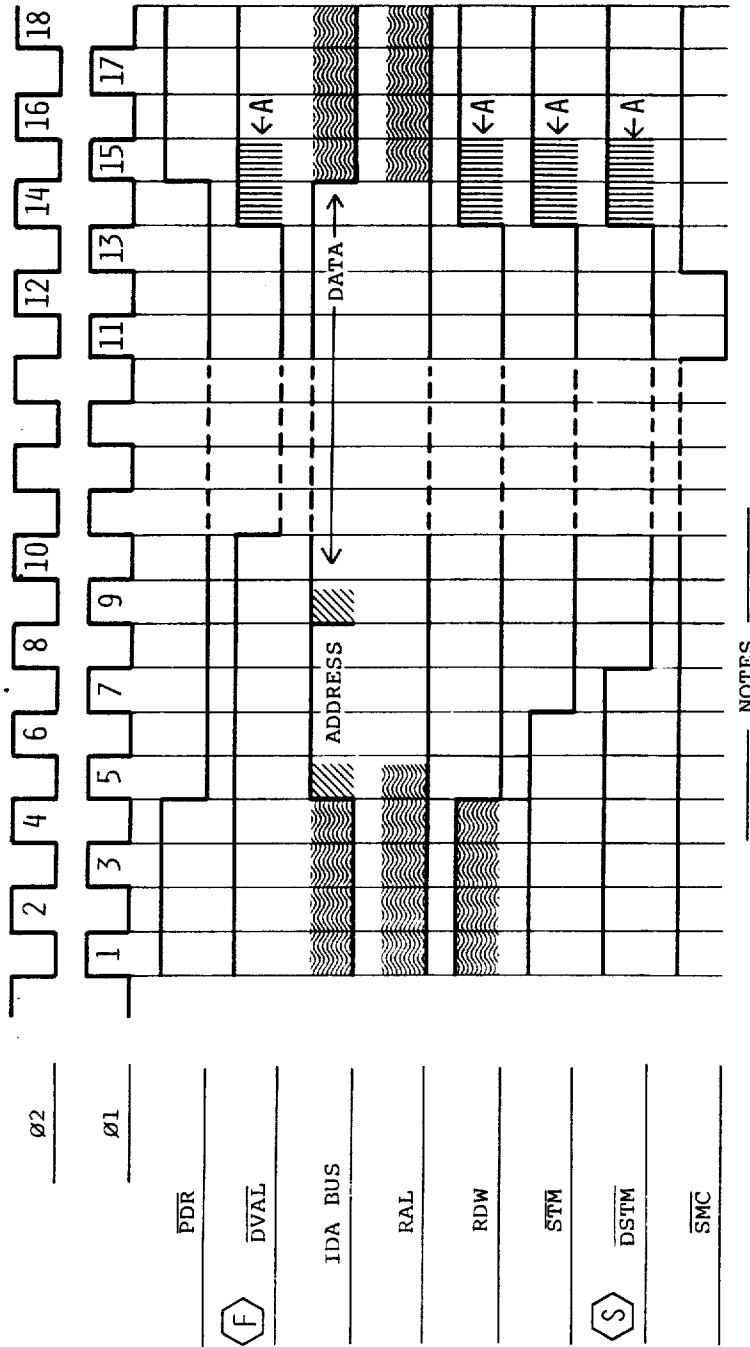 Ø2 2 4 6 8 10 12 14 16 18
Ø1 1 3 5 7 9 11 13 15 17
PDR
F DVAL ←A
IDA BUS ADDRESS ← DATA →
RAL
RDW ←A
STM ←A
S DSTM ←A
SMC
NOTES